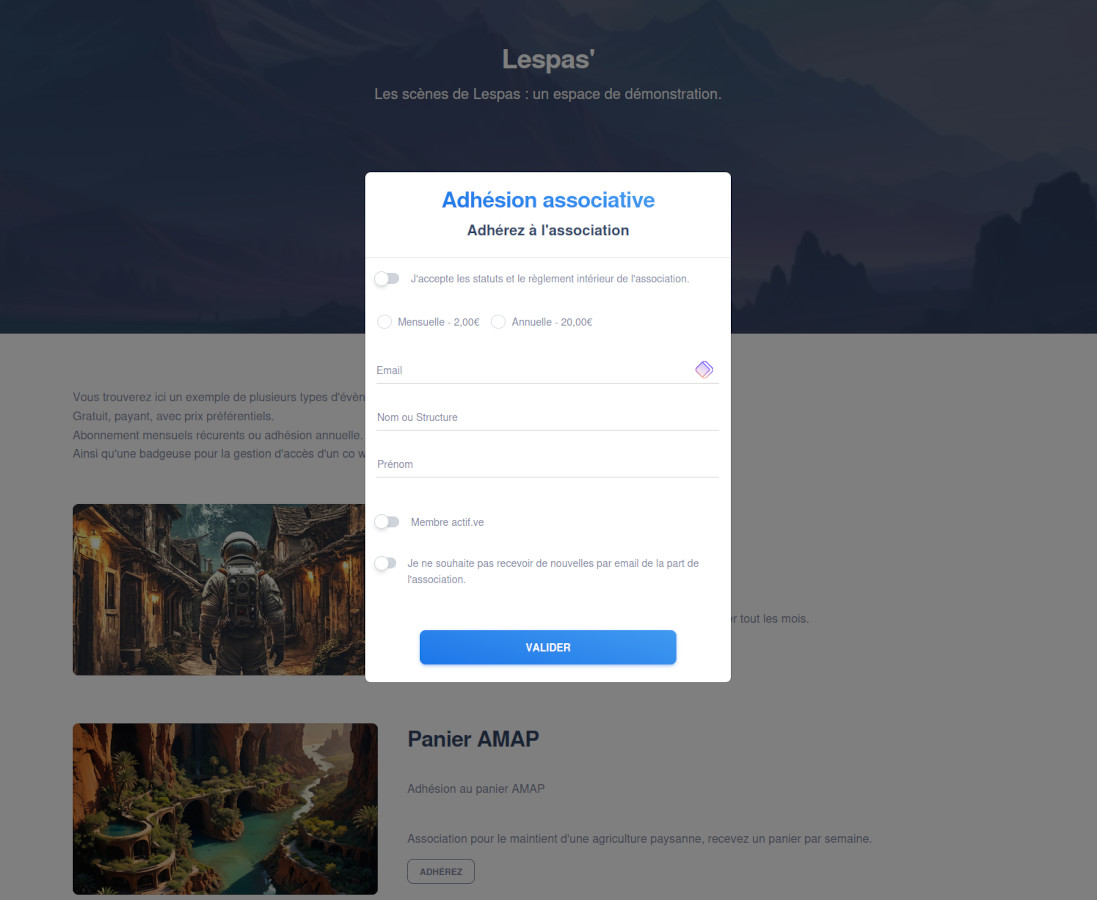 Lespas'
Les scènes de Lespas : un espace de démonstration.
Adhésion associative
Adhérez à l'association
J'accepte les statuts et le règlement intérieur de l'association.
Mensuelle - 2,00€ Annuelle - 20,00€
Email
Nom ou Structure
Prénom
Membre actif.ve
Je ne souhaite pas recevoir de nouvelles par email de la part de
l'association.
VALIDER
Vous trouverez ici un exemple de plusieurs types d'évèn
Gratuit, payant, avec prix préférentiels.
Abonnement mensuels récurents ou adhésion annuelle.
Ainsi qu'une badgeuse pour la gestion d'accès d'un co w
tout les mois.
Panier AMAP
Adhésion au panier AMAP
Association pour le maintient d'une agriculture paysanne, recevez un panier par semaine.
ADHÉREZ